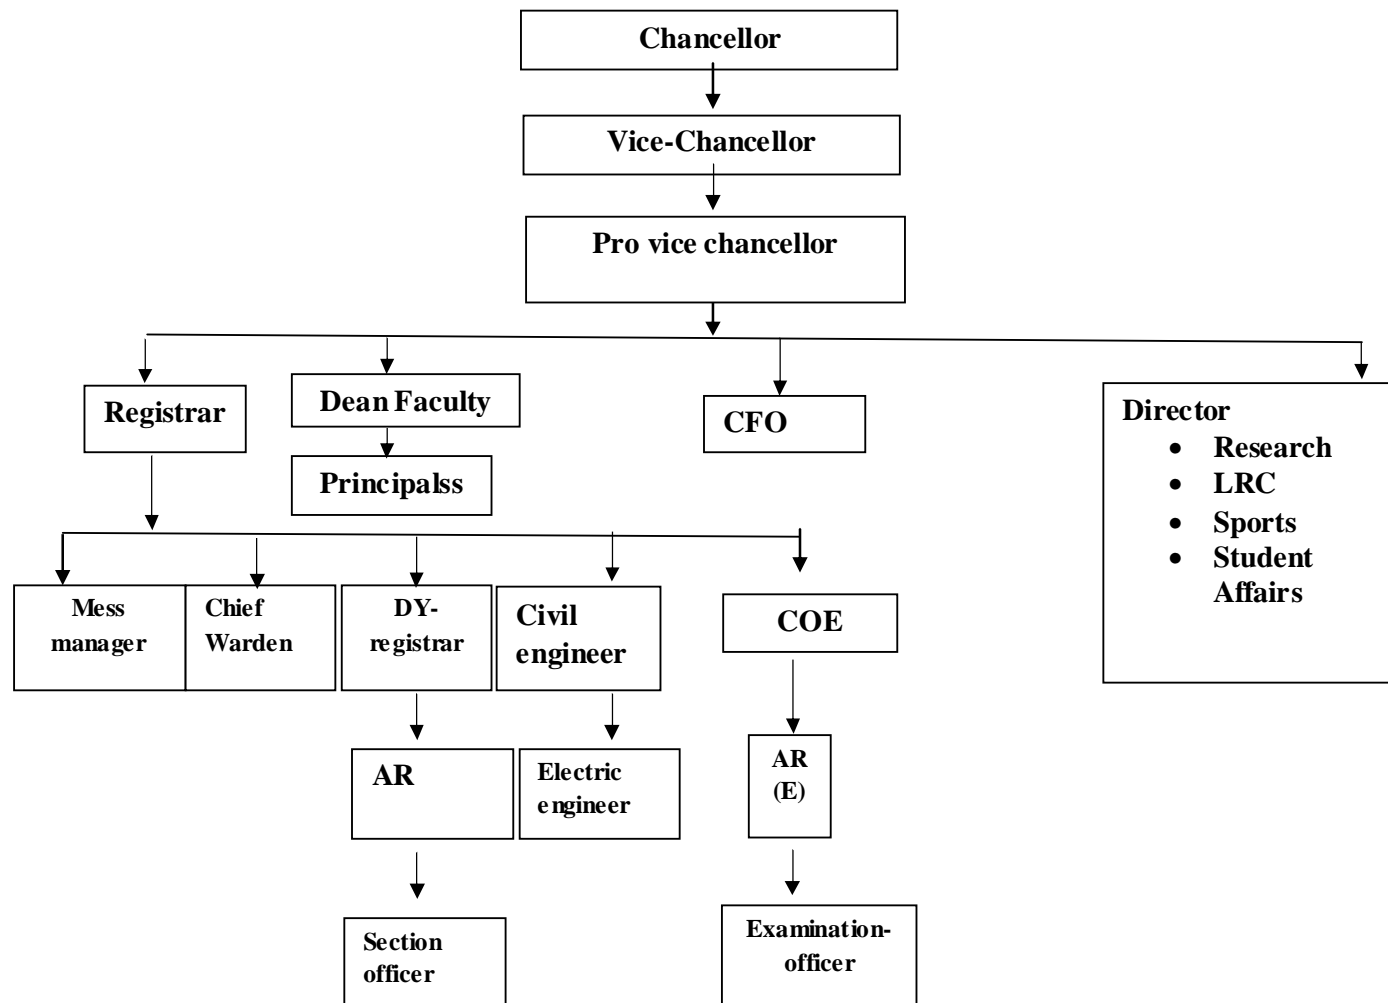 Chancellor
Vice-Chancellor
Pro vice chancellor
Registrar
Dean Faculty
Principalss
CFO
Director
• Research
• LRC
• Sports
• Student
Affairs
Mess
manager
Chief
Warden
DY-
registrar
Civil
engineer
COE
AR
Electric
engineer
AR
(E)
Section
officer
Examination-
officer